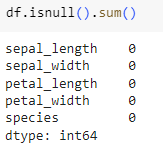 df.isnull().sum()
sepal_length    0
sepal_width     0
petal_length    0
petal_width     0
species         0
dtype: int64